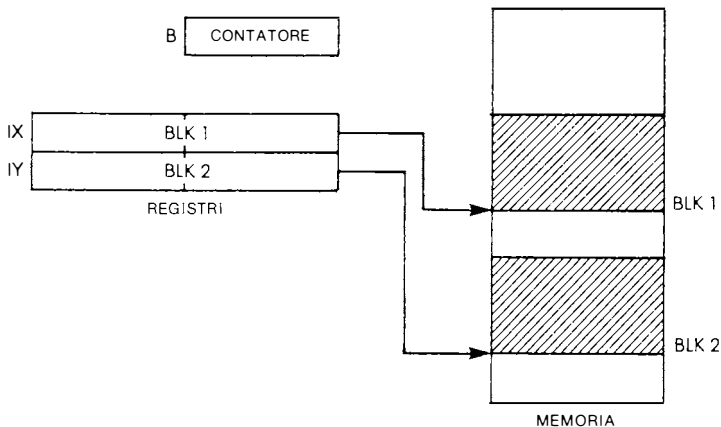 B CONTATORE
IX BLK 1
IY BLK 2
REGISTRI
BLK 1
BLK 2
MEMORIA